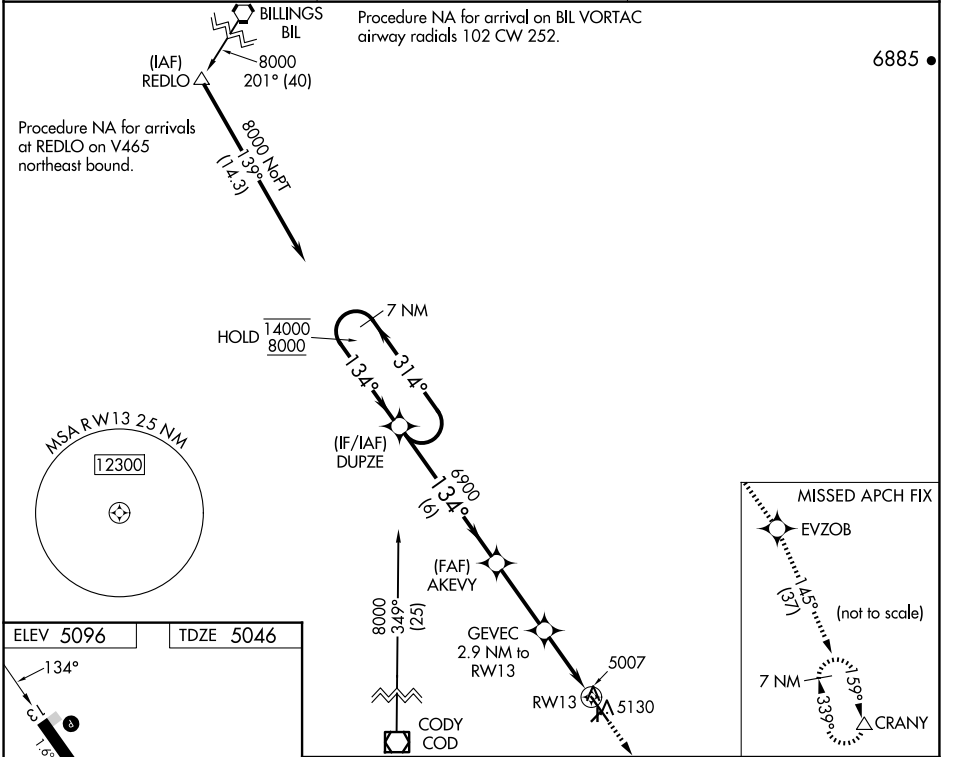 BILLINGS
BIL
Procedure NA for arrival on BIL VORTAC
airway radials 102 CW 252.
6885
(IAF)
REDLO
8000
201° (40)
Procedure NA for arrivals
at REDLO on V465
northeast bound.
8000 NoPT
139°
(14.3)
7 NM
HOLD 14000
8000
134°
314°
(IF/IAF)
DUPZE
MSA RW13 25 NM
12300
6900
134°
(6)
(FAF)
AKEVY
8000
349°
(25)
GEVEC
2.9 NM to
RW13
5007
RW13
5130
CODY
COD
MISSED APCH FIX
EVZOB
145°
(37)
(not to scale)
7 NM
159°
339°
CRANY
ELEV 5096
TDZE 5046
134°
13
P
1.6°